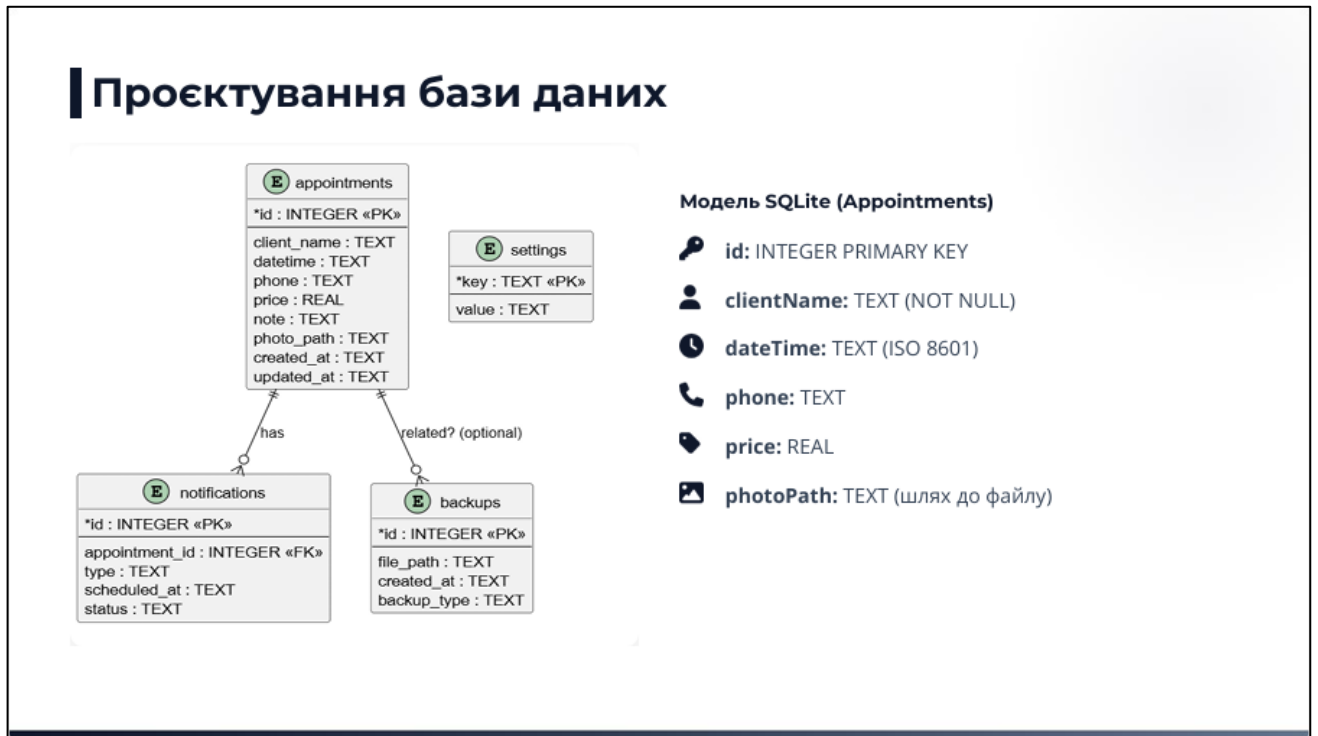 Проєктування бази даних
E appointments
*id : INTEGER «PK»
client_name : TEXT
datetime : TEXT
phone : TEXT
price : REAL
note : TEXT
photo_path : TEXT
created_at : TEXT
updated_at : TEXT
E settings
*key : TEXT «PK»
value : TEXT
has
related? (optional)
E notifications
*id : INTEGER «PK»
appointment_id : INTEGER «FK»
type : TEXT
scheduled_at : TEXT
status : TEXT
E backups
*id : INTEGER «PK»
file_path : TEXT
created_at : TEXT
backup_type : TEXT
Модель SQLite (Appointments)
id: INTEGER PRIMARY KEY
clientName: TEXT (NOT NULL)
dateTime: TEXT (ISO 8601)
phone: TEXT
price: REAL
photoPath: TEXT (шлях до файлу)